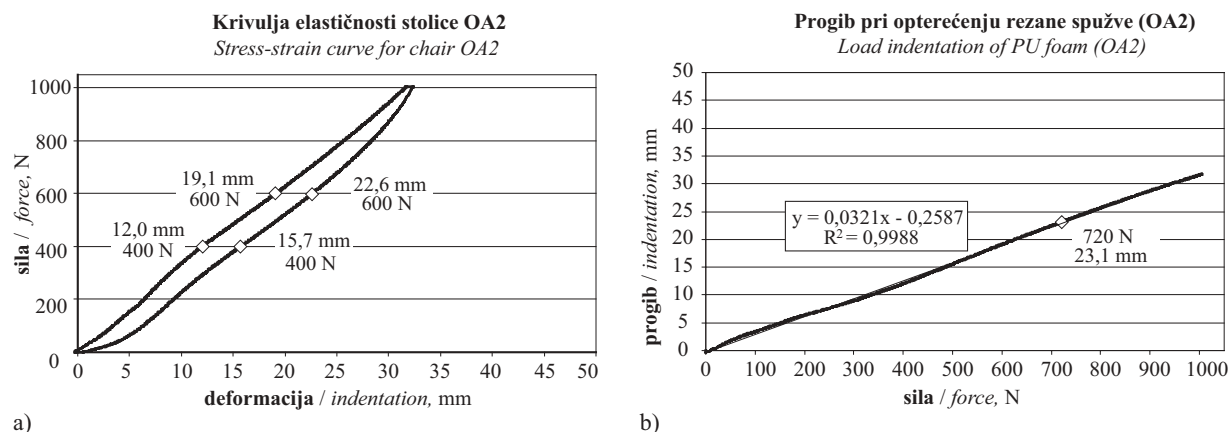 Krivulja elastičnosti stolice OA2
Stress-strain curve for chair OA2
1000
800
600
400
200
0
sila / force, N
19,1 mm
600 N
22,6 mm
600 N
12,0 mm
400 N
15,7 mm
400 N
0 5 10 20 30 40 50
deformacija / indentation, mm
a)
Progib pri opterećenju rezane spužve (OA2)
Load indentation of PU foam (OA2)
50
45
40
35
30
25
20
15
10
5
0
progib / indentation, mm
y = 0,0321x - 0,2587
R² = 0,9988
720 N
23,1 mm
0 100 200 300 400 500 600 700 800 900 1000
sila / force, N
b)